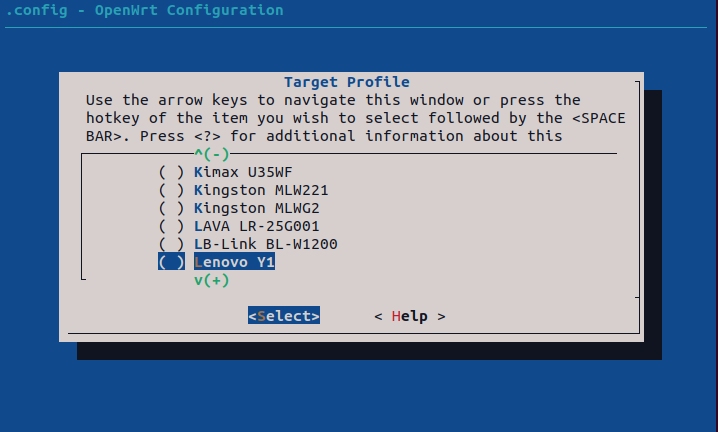 .config - OpenWrt Configuration
Target Profile
Use the arrow keys to navigate this window or press the
hotkey of the item you wish to select followed by the <SPACE
BAR>. Press <?> for additional information about this
^(-)
( ) Kimax U35WF
( ) Kingston MLW221
( ) Kingston MLWG2
( ) LAVA LR-25G001
( ) LB-Link BL-W1200
( ) Lenovo Y1
v(+)
<Select> < Help >